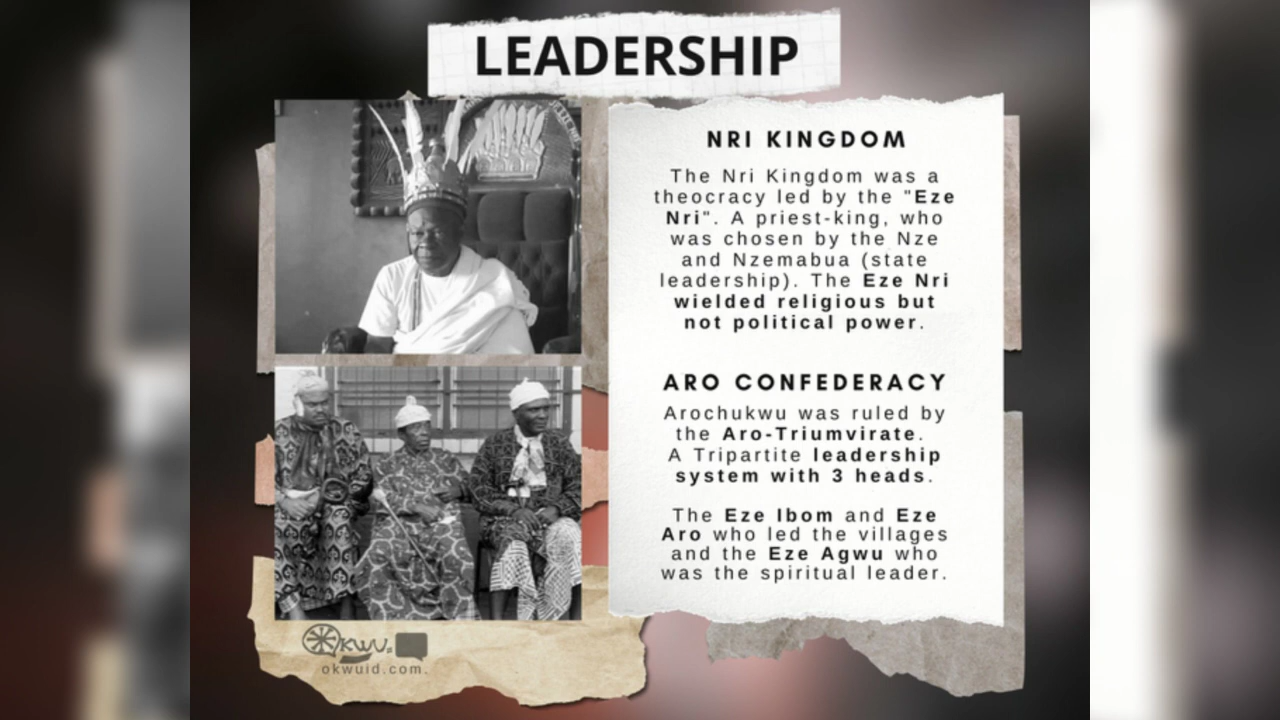 LEADERSHIP
NRI KINGDOM
The Nri Kingdom was a
theocracy led by the "Eze
Nri". A priest-king, who
was chosen by the Nze
and Nzemabua (state
leadership). The Eze Nri
wielded religious but
not political power.
ARO CONFEDERACY
Arochukwu was ruled by
the Aro-Triumvirate.
A Tripartite leadership
system with 3 heads.
The Eze Ibom and Eze
Aro who led the villages
and the Eze Agwu who
was the spiritual leader.
okwuid.com.